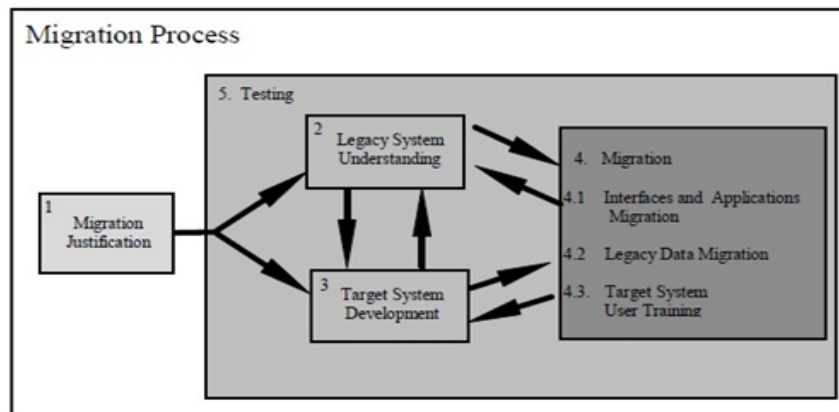 Migration Process
5. Testing
1
Migration
Justification
2
Legacy System
Understanding
3
Target System
Development
4. Migration
4.1 Interfaces and Applications
Migration
4.2 Legacy Data Migration
4.3. Target System
User Training